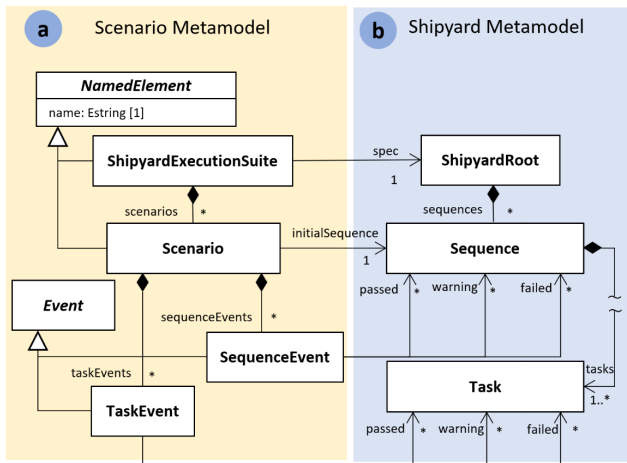 a Scenario Metamodel
b Shipyard Metamodel
NamedElement
name: Estring [1]
ShipyardExecutionSuite
spec
1
ShipyardRoot
scenarios *
sequences *
Scenario
initialSequence
1
Sequence
Event
sequenceEvents *
passed * warning * failed *
SequenceEvent
taskEvents *
tasks
1..*
Task
TaskEvent
passed * warning * failed *